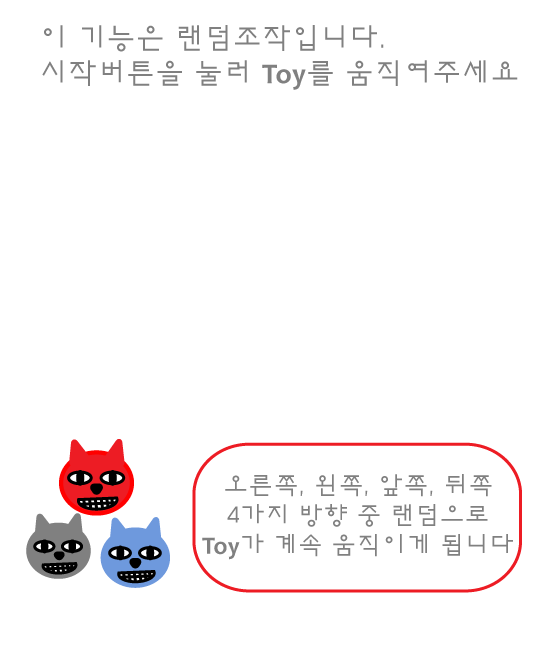 이 기능은 랜덤조작입니다.
시작버튼을 눌러 Toy를 움직여주세요
오른쪽, 왼쪽, 앞쪽, 뒤쪽
4가지 방향 중 랜덤으로
Toy가 계속 움직이게 됩니다